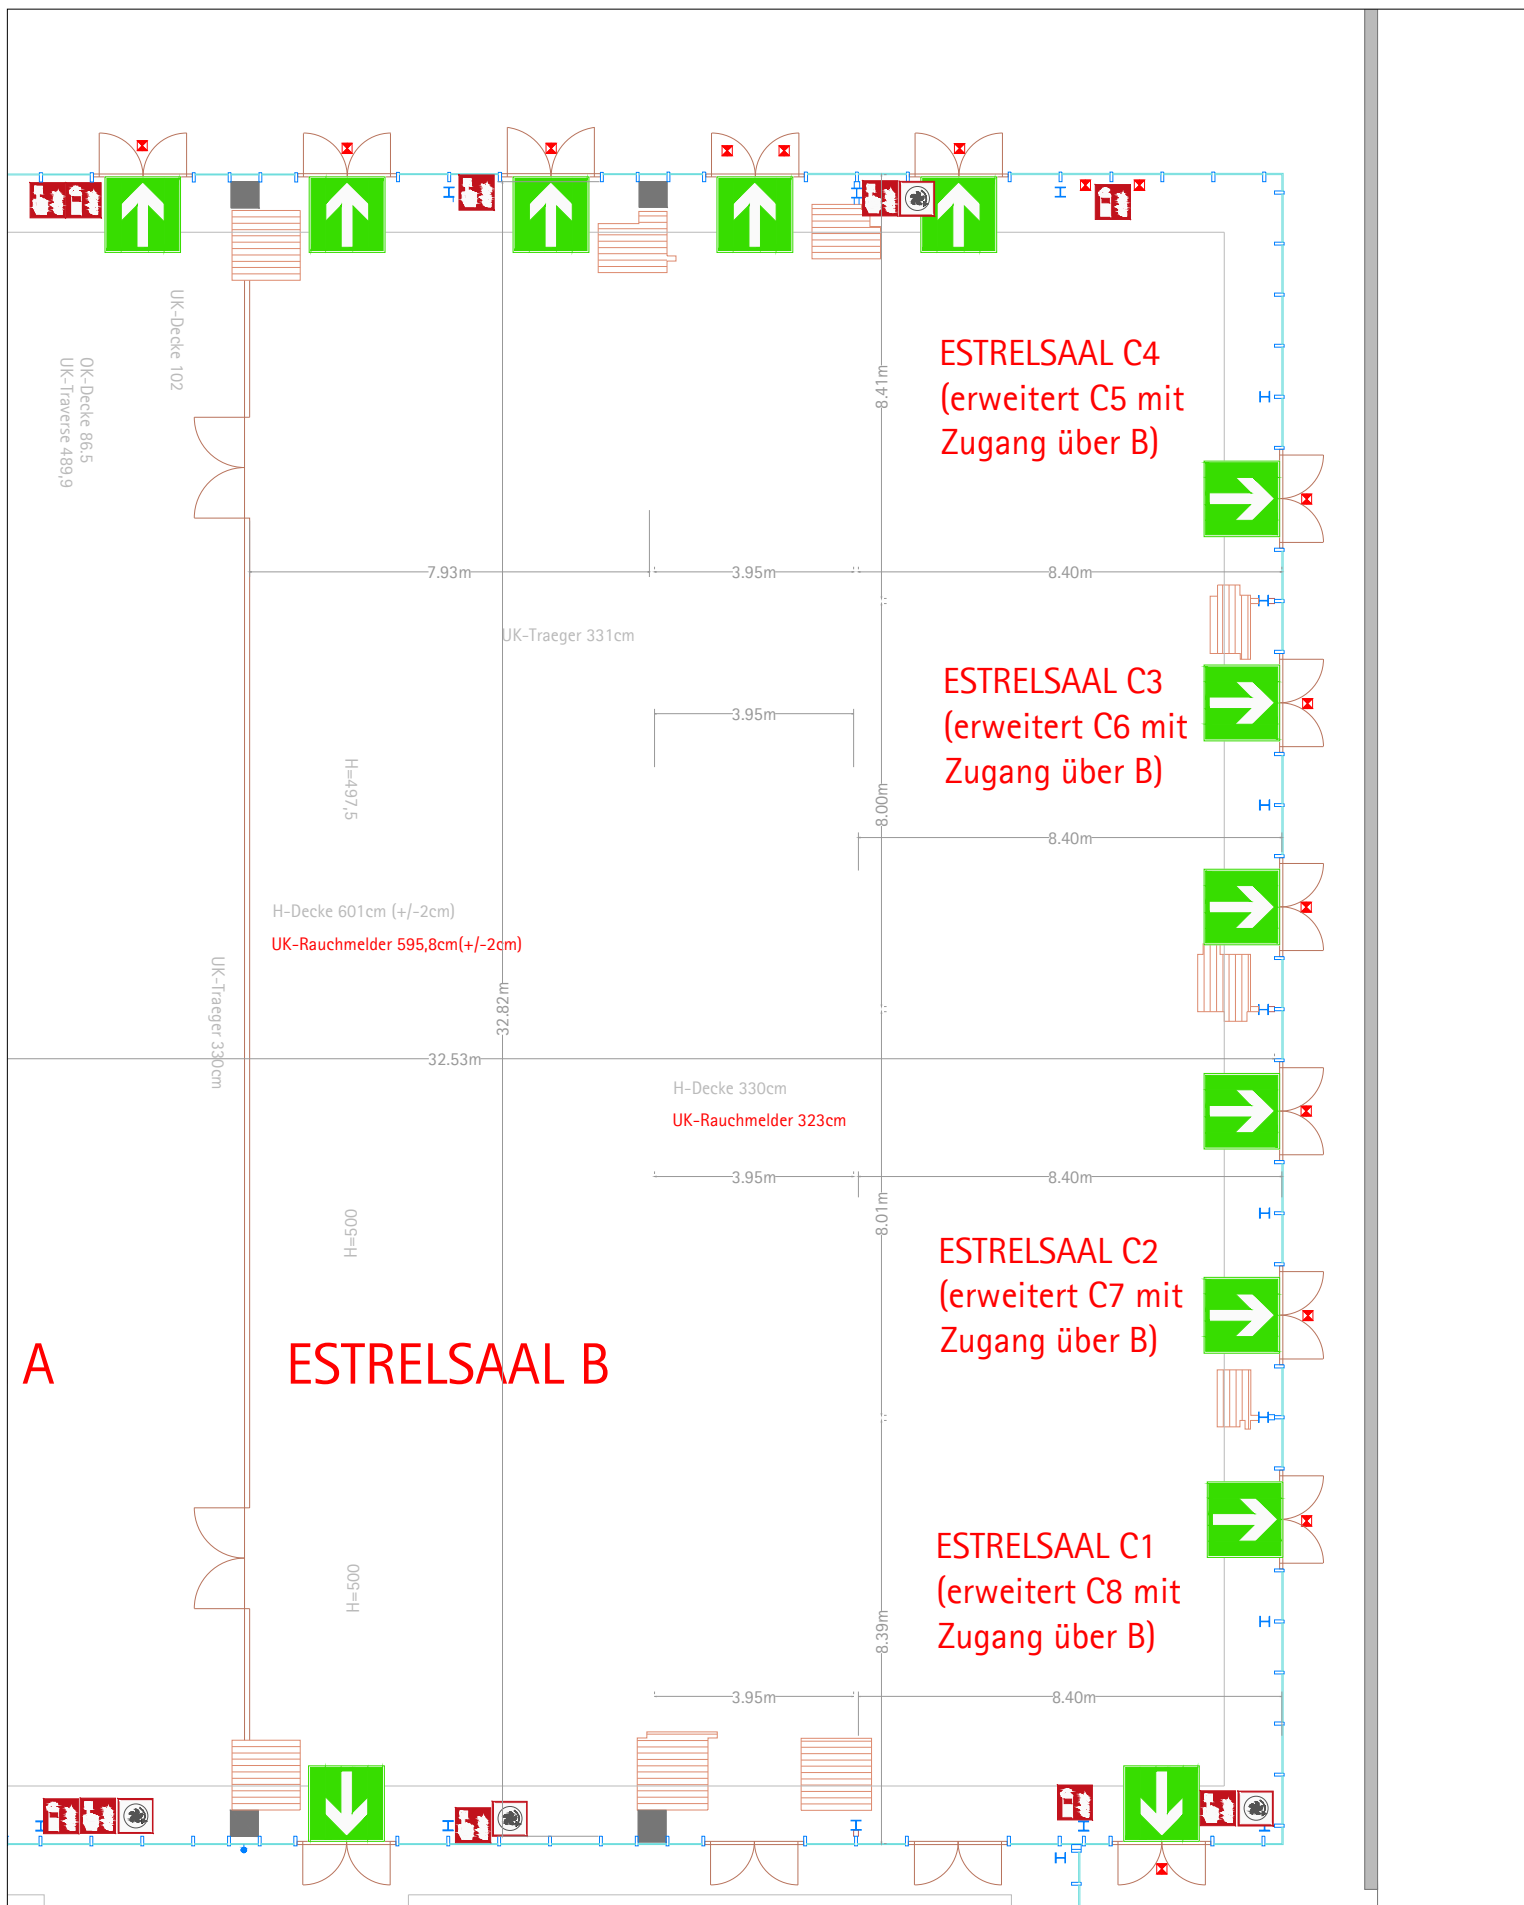 UK-Decke 102
OK-Decke 86.5
UK-Traverse 489,9
ESTRELSAAL C4
(erweitert C5 mit
Zugang über B)
8.41m
7.93m
3.95m
8.40m
UK-Traeger 331cm
ESTRELSAAL C3
(erweitert C6 mit
Zugang über B)
3.95m
H=497,5
8.00m
8.40m
H-Decke 601cm (+/-2cm)
UK-Rauchmelder 595,8cm(+/-2cm)
UK-Traeger 330cm
32.82m
32.53m
H-Decke 330cm
UK-Rauchmelder 323cm
3.95m
8.40m
8.01m
H=500
ESTRELSAAL C2
(erweitert C7 mit
Zugang über B)
A
ESTRELSAAL B
ESTRELSAAL C1
(erweitert C8 mit
Zugang über B)
H=500
8.39m
3.95m
8.40m